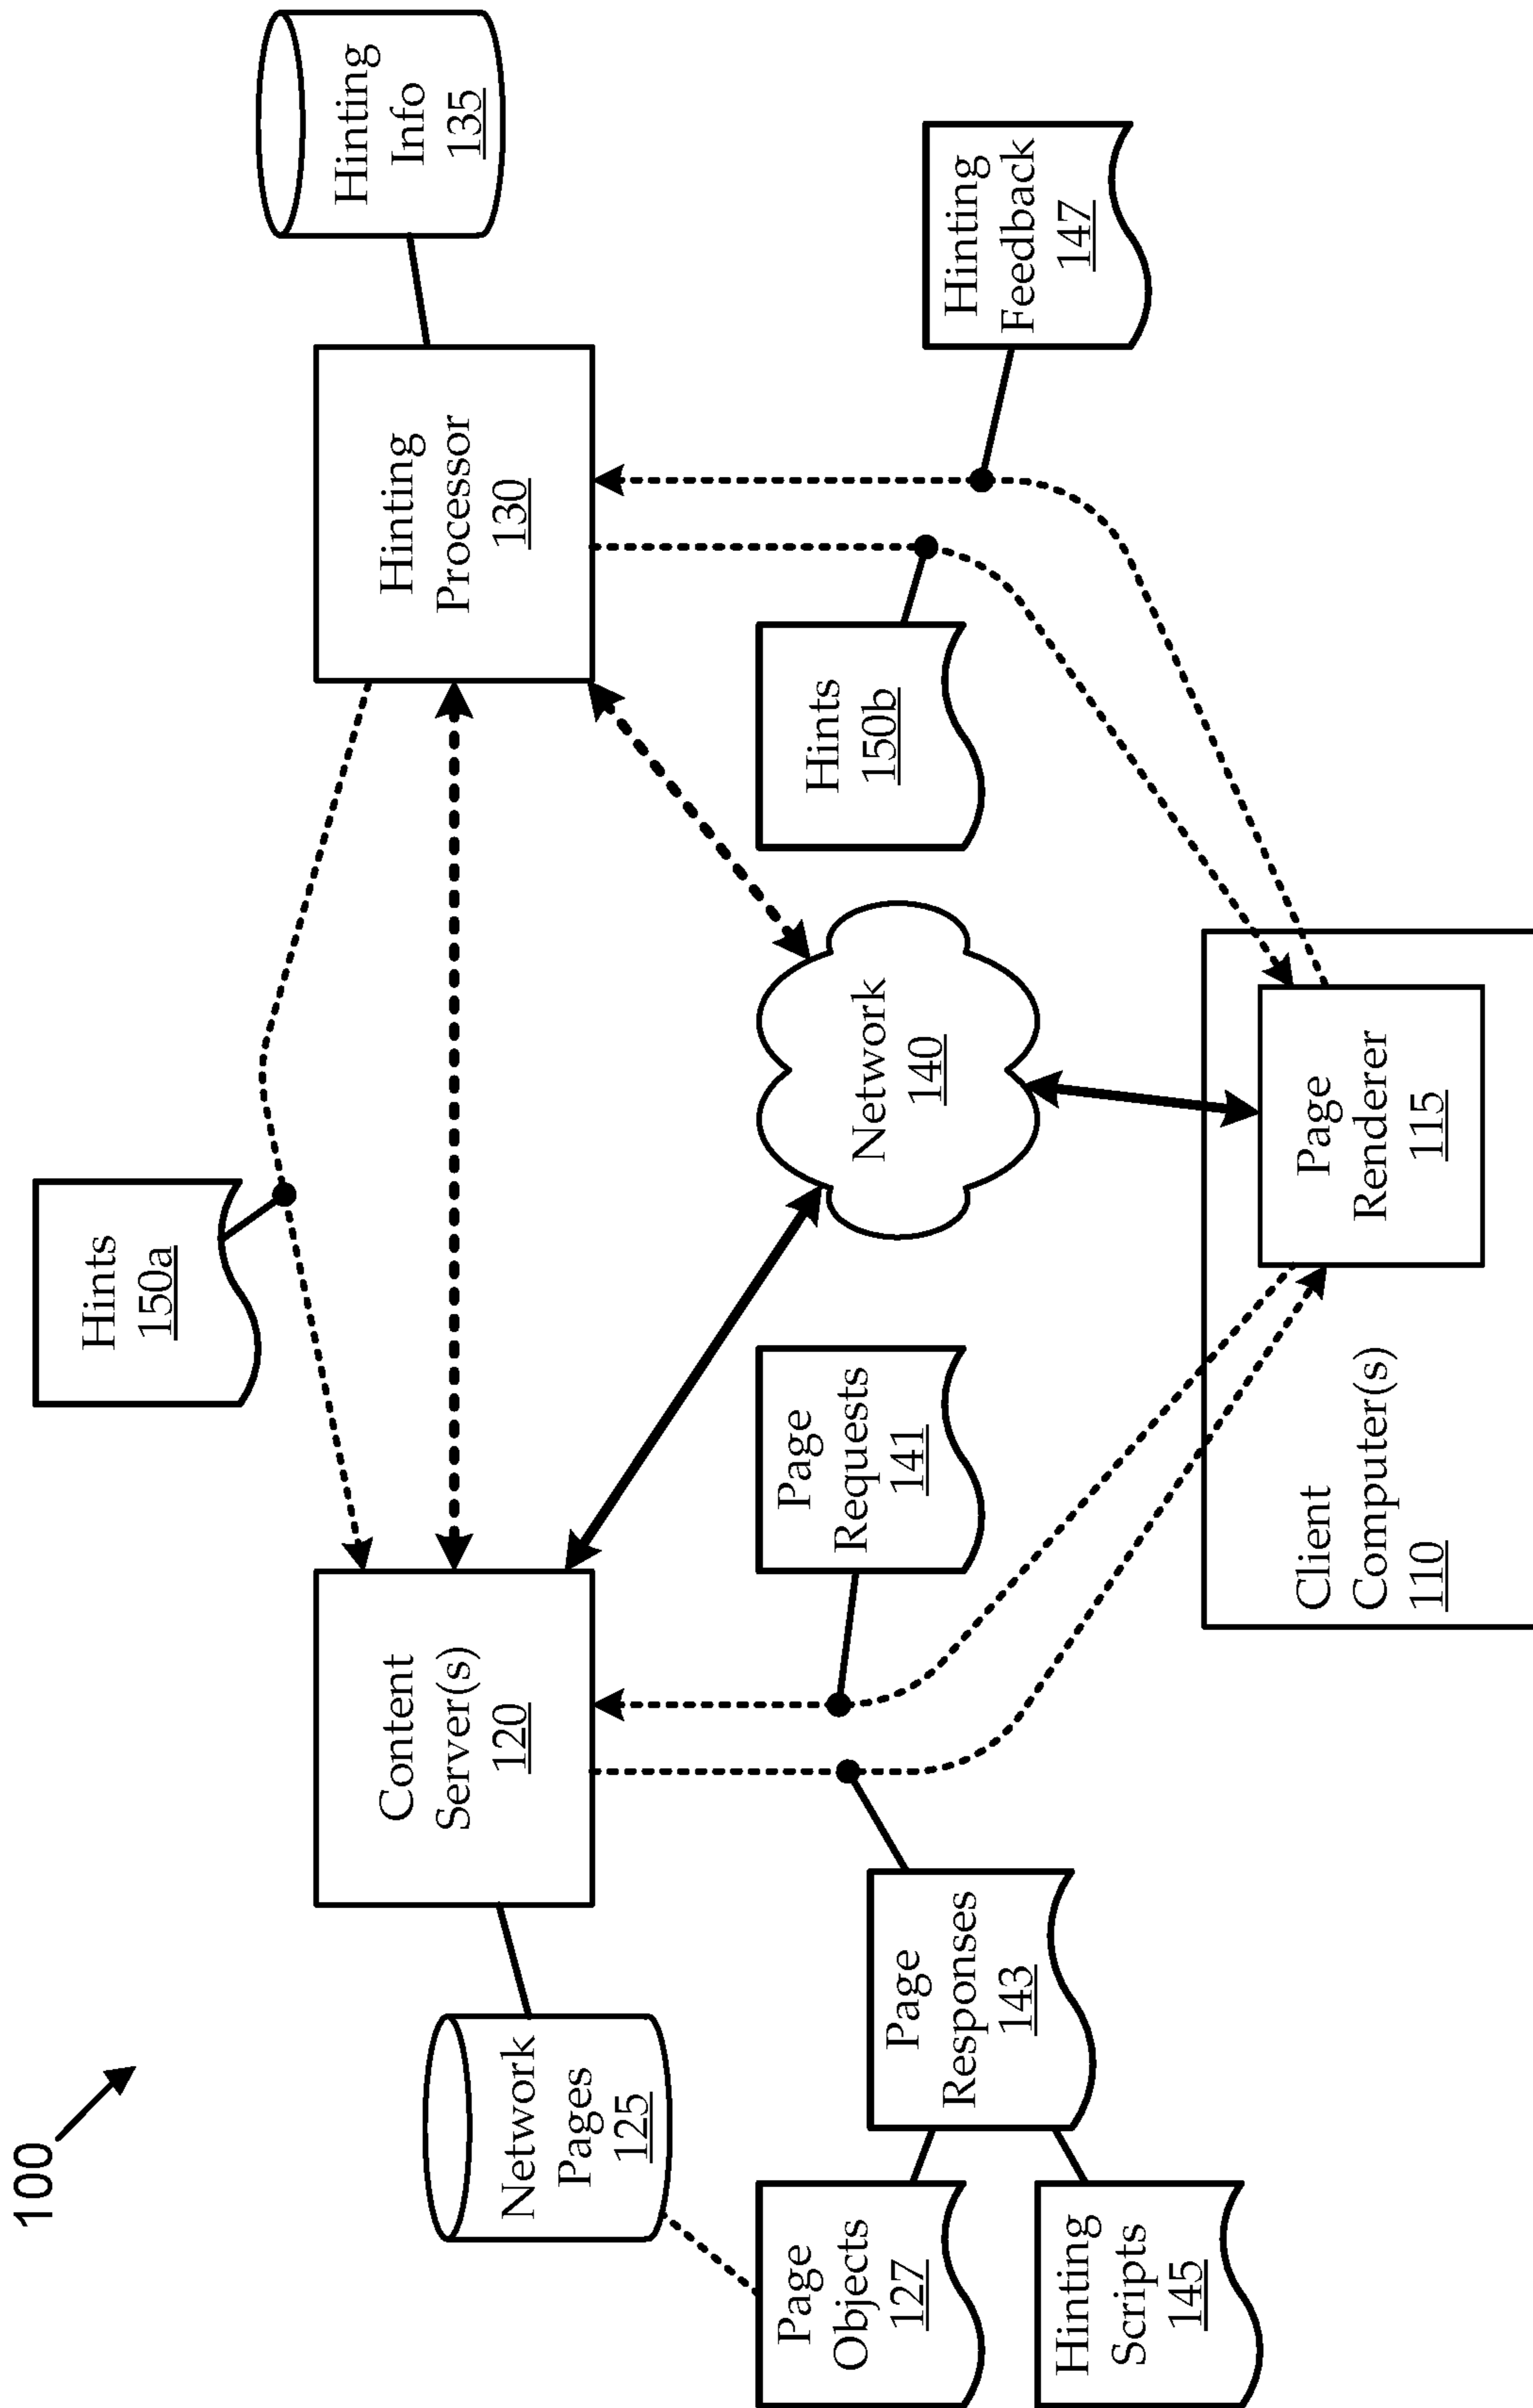 100
Hints
150a
Hinting
Info
135
Hinting
Processor
130
Content
Server(s)
120
Network
Pages
125
Hints
150b
Hinting
Feedback
147
Network
140
Page
Requests
141
Page
Responses
143
Page
Objects
127
Hinting
Scripts
145
Client
Computer(s)
110
Page
Renderer
115